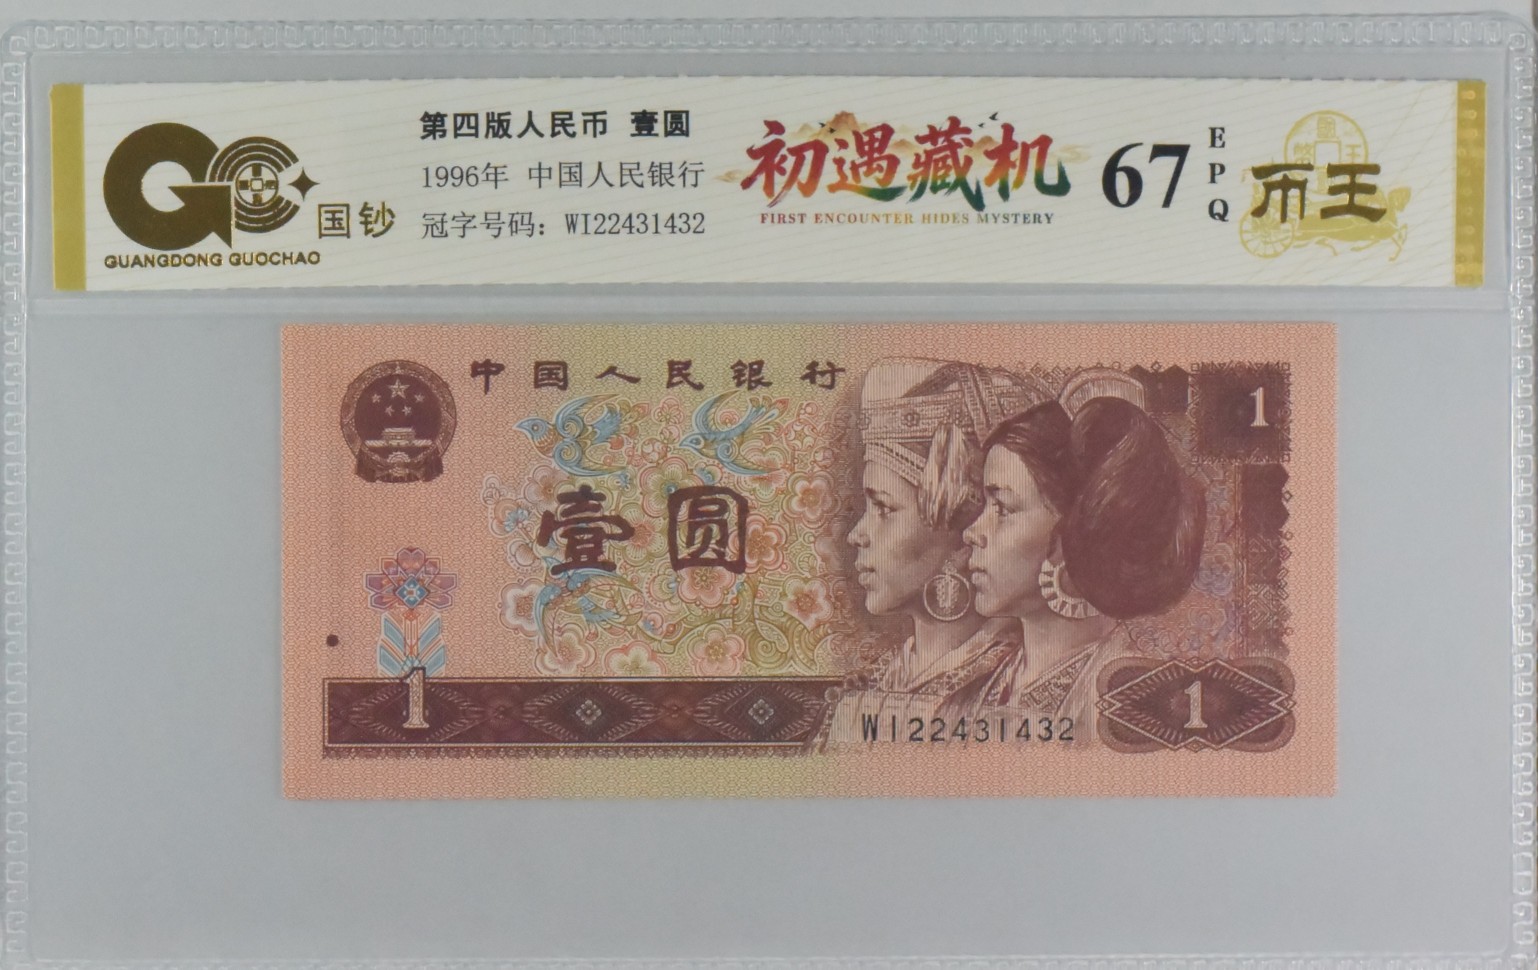 GUANGDONG GUOCHAO
国钞
第四版人民币 壹圆
1996年 中国人民银行
冠字号码：WI22431432
初遇藏机
FIRST ENCOUNTER HIDES MYSTERY
67
EPQ
币王
中国人民银行
1
壹圆
1
WI22431432
1